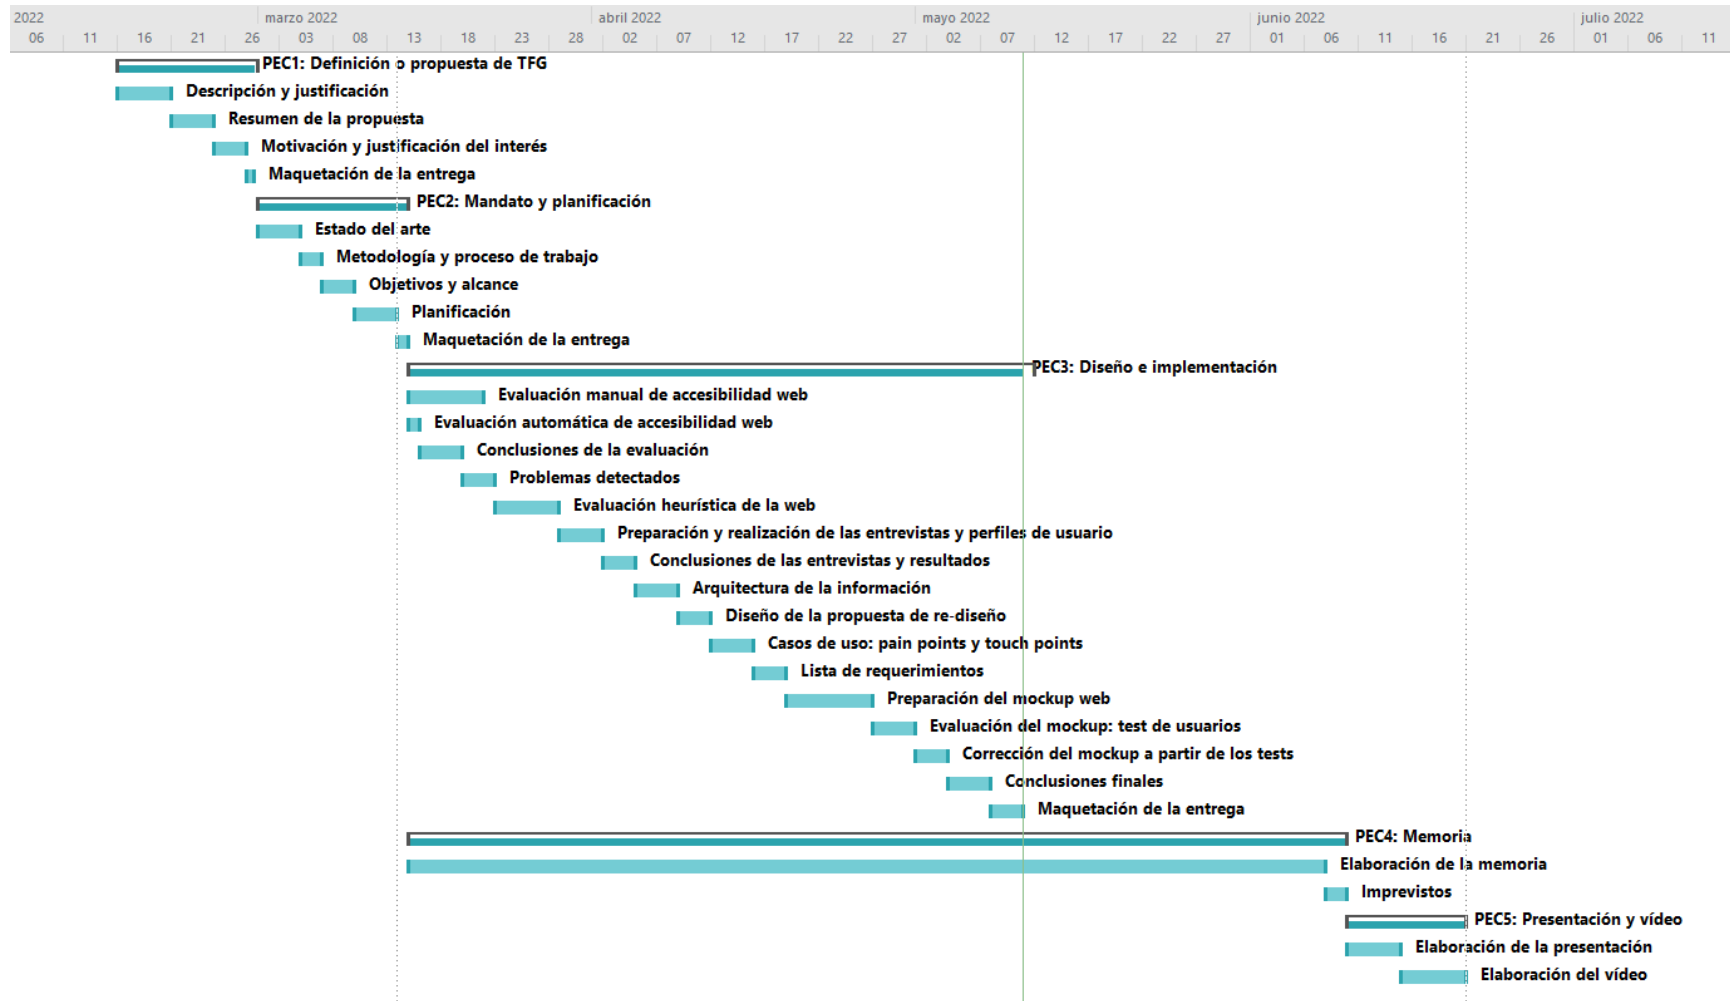 2022 marzo 2022 abril 2022 mayo 2022 junio 2022 julio 2022
06 11 16 21 26 03 08 13 18 23 28 02 07 12 17 22 27 02 07 12 17 22 27 01 06 11 16 21 26 01 06 11
PEC1: Definición o propuesta de TFG
Descripción y justificación
Resumen de la propuesta
Motivación y justificación del interés
Maquetación de la entrega
PEC2: Mandato y planificación
Estado del arte
Metodología y proceso de trabajo
Objetivos y alcance
Planificación
Maquetación de la entrega
PEC3: Diseño e implementación
Evaluación manual de accesibilidad web
Evaluación automática de accesibilidad web
Conclusiones de la evaluación
Problemas detectados
Evaluación heurística de la web
Preparación y realización de las entrevistas y perfiles de usuario
Conclusiones de las entrevistas y resultados
Arquitectura de la información
Diseño de la propuesta de re-diseño
Casos de uso: pain points y touch points
Lista de requerimientos
Preparación del mockup web
Evaluación del mockup: test de usuarios
Corrección del mockup a partir de los tests
Conclusiones finales
Maquetación de la entrega
PEC4: Memoria
Elaboración de la memoria
Imprevistos
PEC5: Presentación y vídeo
Elaboración de la presentación
Elaboración del vídeo